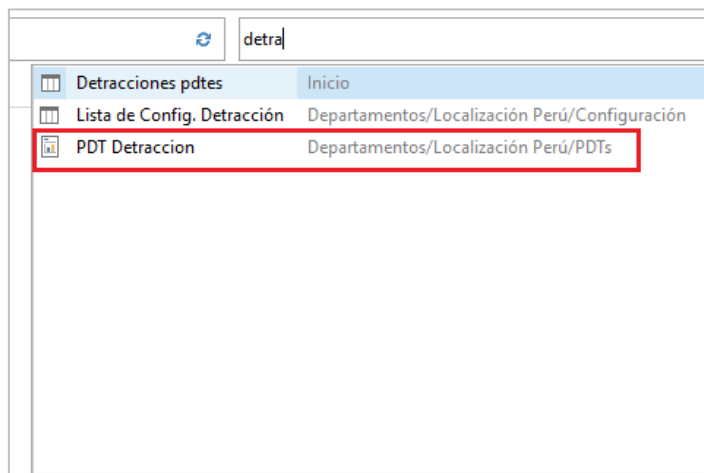 detra
Detracciones pdtes Inicio
Lista de Config. Detracción Departamentos/Localización Perú/Configuración
PDT Detraccion Departamentos/Localización Perú/PDTs